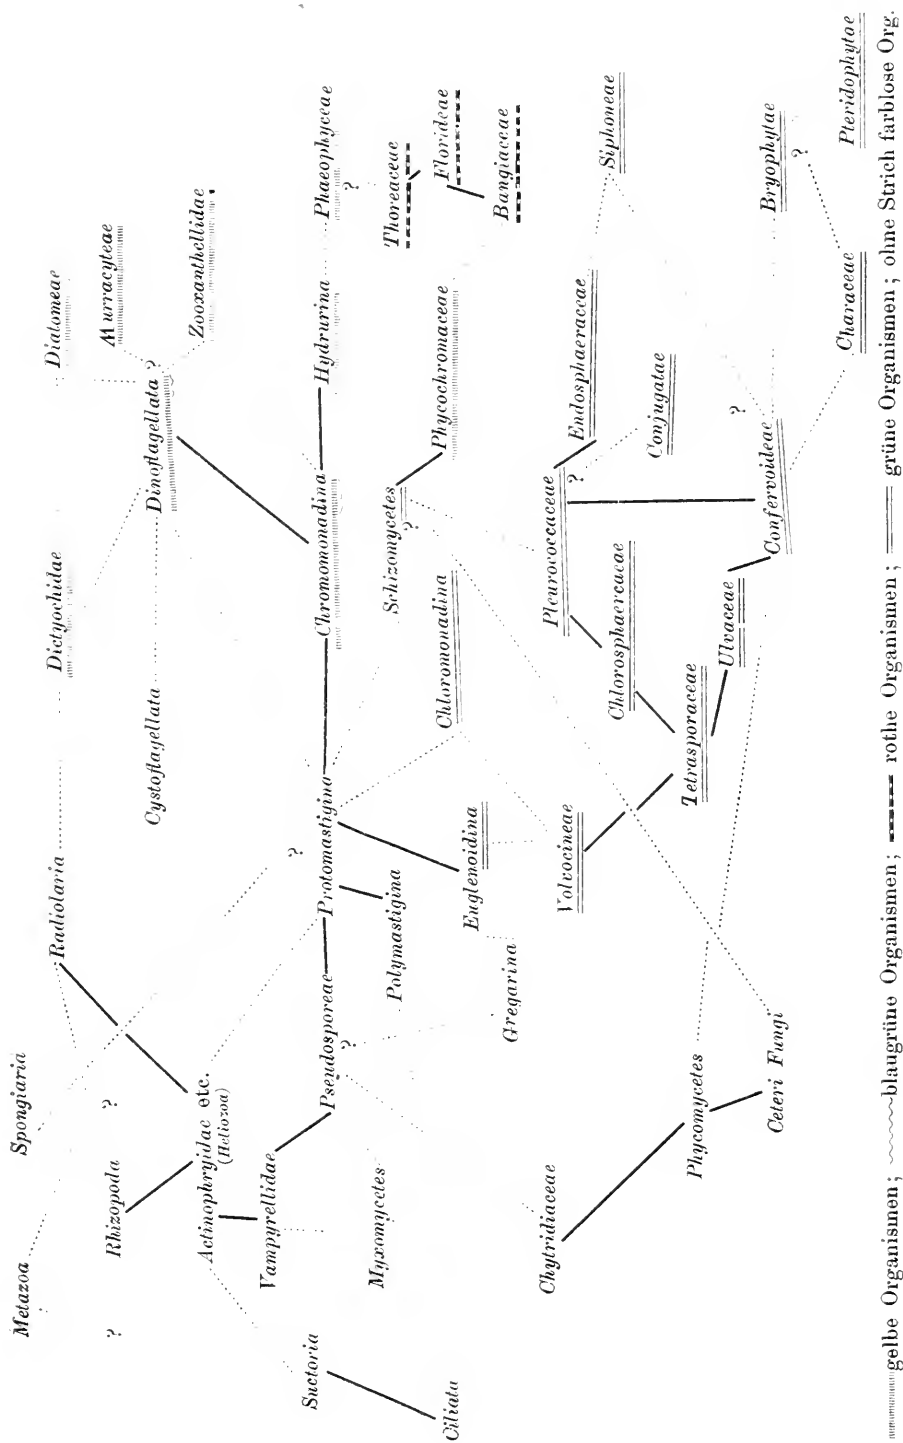 Metazoa
Spongiaria
Radiolaria
Dictyochidae
Diatomeae
?
Rhizopoda
?
Murracyteae
Cystoflagellata
Dinoflagellata ?
Zooxanthellidae
Actinophryidae etc.
(Heliozoa)
Vampyrellidae
?
Suctoria
Pseudosporeae
Protomastigina
Chromomonadina
Hydrurina
Phaeophyceae
?
?
Myxomycetes
Polymastigina
Schizomycetes
?
Thoreaceae
Ciliata
Euglenoidina
Chloromonadina
Phycochromaceae
Florideae
Gregarina
Bangiaceae
Chytridiaceae
Volvocineae
Pleurococcaceae
?
Endosphaeraceae
Siphoneae
Chlorosphaeraceae
Conjugatae
Phycomycetes
Tetrasporaceae
Ulvaceae
?
Ceteri Fungi
Confervoideae
Bryophytae
?
Characeae
Pteridophytae
gelbe Organismen; blaugrüne Organismen; rothe Organismen; grüne Organismen; ohne Strich farblose Org.